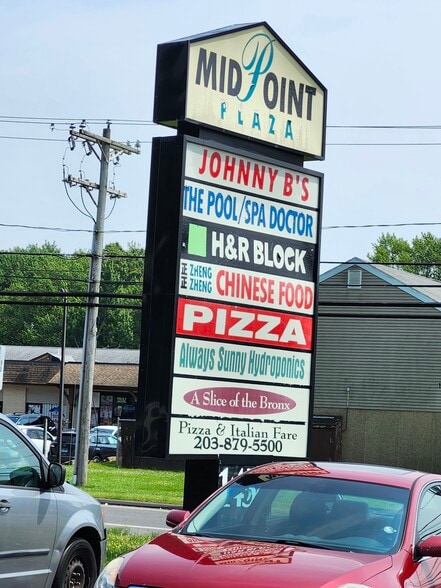 MIDPOINT
PLAZA
JOHNNY B'S
THE POOL/SPA DOCTOR
H&R BLOCK
ZHENG
ZHENG
CHINESE FOOD
PIZZA
Always Sunny Hydroponics
A Slice of the Bronx
Pizza & Italian Fare
203-879-5500